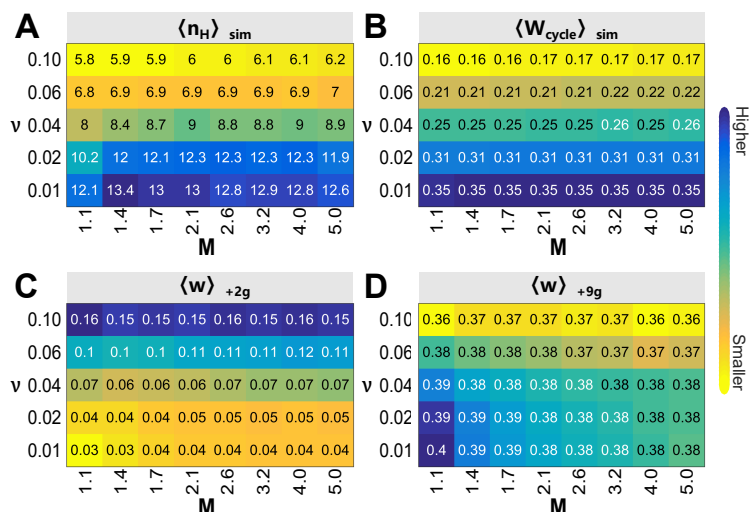 A
⟨n_H⟩ sim
0.10 5.8 5.9 5.9 6 6 6.1 6.1 6.2
0.06 6.8 6.9 6.9 6.9 6.9 6.9 6.9 7
ν 0.04 8 8.4 8.7 9 8.8 8.8 9 8.9
0.02 10.2 12 12.1 12.3 12.3 12.3 12.3 11.9
0.01 12.1 13.4 13 13 12.8 12.9 12.8 12.6
1.1 1.4 1.7 2.1 2.6 3.2 4.0 5.0
M
B
⟨W_cycle⟩ sim
0.16 0.16 0.16 0.17 0.17 0.17 0.17 0.17
0.21 0.21 0.21 0.21 0.21 0.22 0.22 0.22
0.25 0.25 0.25 0.25 0.25 0.26 0.25 0.26
0.31 0.31 0.31 0.31 0.31 0.31 0.31 0.31
0.35 0.35 0.35 0.35 0.35 0.35 0.35 0.35
1.1 1.4 1.7 2.1 2.6 3.2 4.0 5.0
M
Higher
Smaller
C
⟨w⟩ +2g
0.10 0.16 0.15 0.15 0.15 0.16 0.15 0.16 0.15
0.06 0.1 0.1 0.1 0.11 0.11 0.11 0.12 0.11
ν 0.04 0.07 0.06 0.06 0.06 0.07 0.07 0.07 0.07
0.02 0.04 0.04 0.04 0.05 0.05 0.05 0.05 0.05
0.01 0.03 0.03 0.04 0.04 0.04 0.04 0.04 0.04
1.1 1.4 1.7 2.1 2.6 3.2 4.0 5.0
M
D
⟨w⟩ +9g
0.10 0.36 0.37 0.37 0.37 0.37 0.37 0.36 0.36
0.06 0.38 0.38 0.38 0.38 0.37 0.37 0.37 0.37
ν 0.04 0.39 0.38 0.38 0.38 0.38 0.38 0.38 0.38
0.02 0.39 0.39 0.39 0.38 0.38 0.38 0.38 0.38
0.01 0.4 0.39 0.39 0.38 0.38 0.38 0.38 0.38
1.1 1.4 1.7 2.1 2.6 3.2 4.0 5.0
M